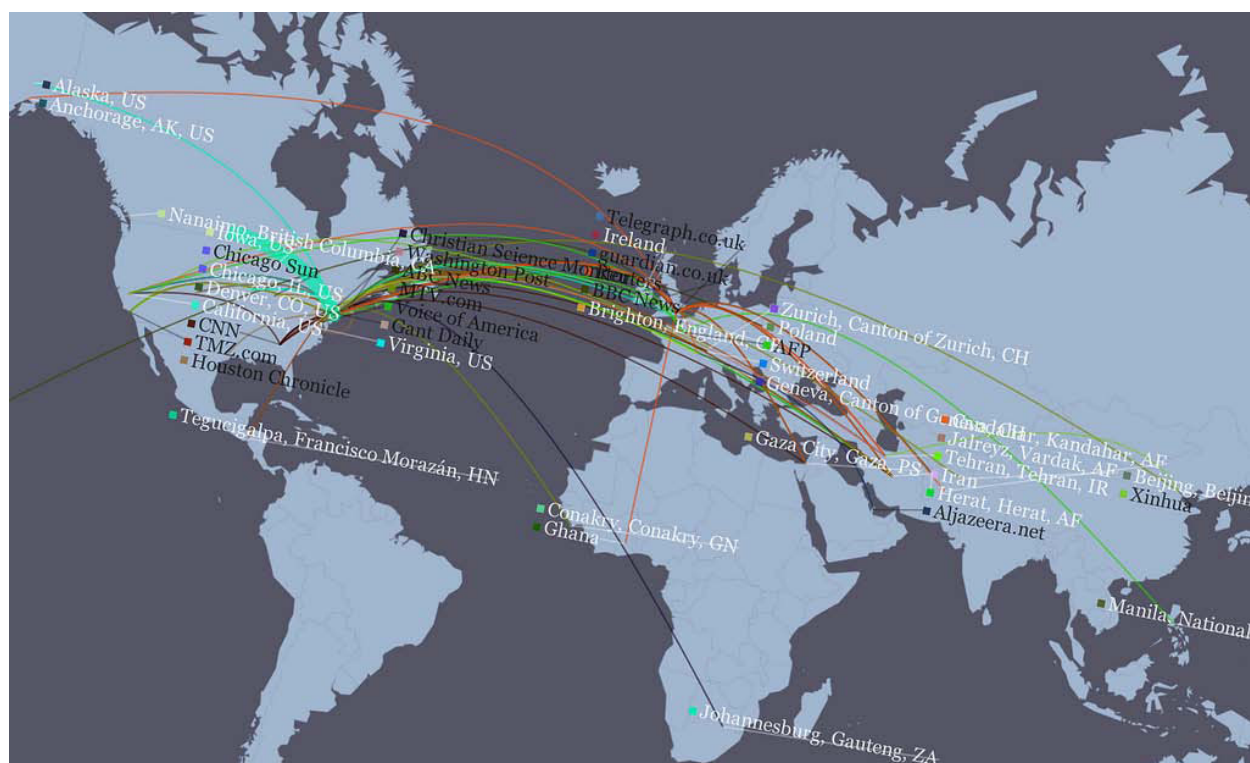 Alaska, US
Anchorage, AK, US
Nanaimo, British Columbia, CA
Iowa, US
Chicago Sun
Chicago, IL, US
Denver, CO, US
California, US
CNN
TMZ.com
Houston Chronicle
Tegucigalpa, Francisco Morazán, HN
Christian Science Monitor
Washington Post
ABC News
MTV.com
Voice of America
Gant Daily
Virginia, US
Telegraph.co.uk
Ireland
guardian.co.uk
Reuters
BBC News
Brighton, England,
Zurich, Canton of Zurich, CH
Poland
AFP
Switzerland
Geneva, Canton of Geneva, CH
Gaza City, Gaza, PS
Kandahar, AF
Jalreyz, Vardak, AF
Tehran, Tehran, IR
Iran
Herat, Herat, AF
Aljazeera.net
Beijing, Beijin
Xinhua
Conakry, Conakry, GN
Ghana
Manila, National
Johannesburg, Gauteng, ZA